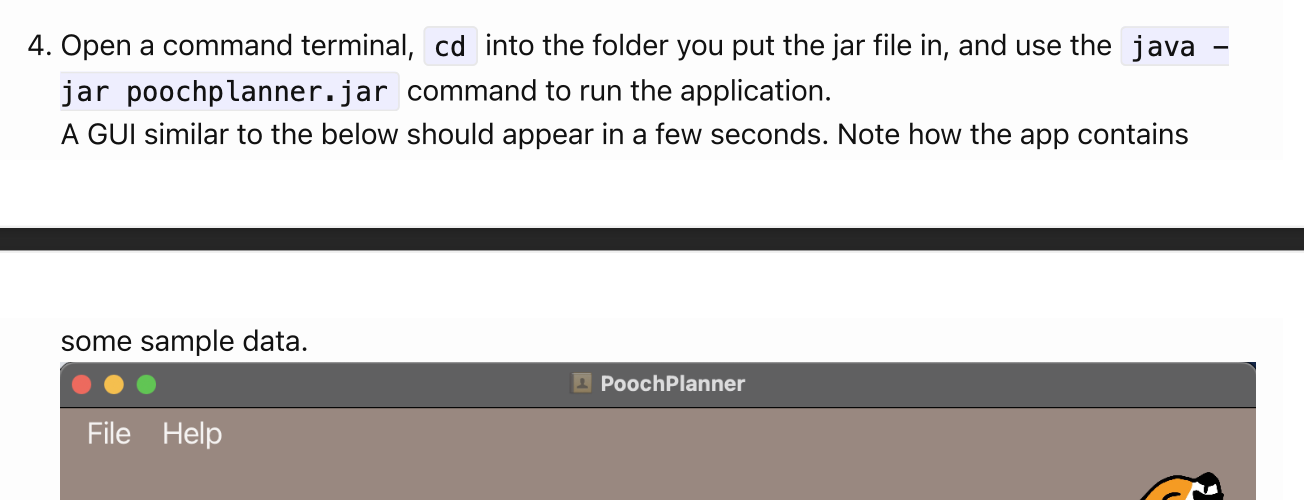 4. Open a command terminal, cd into the folder you put the jar file in, and use the java -
jar poochplanner.jar command to run the application.
A GUI similar to the below should appear in a few seconds. Note how the app contains
some sample data.
PoochPlanner
File Help